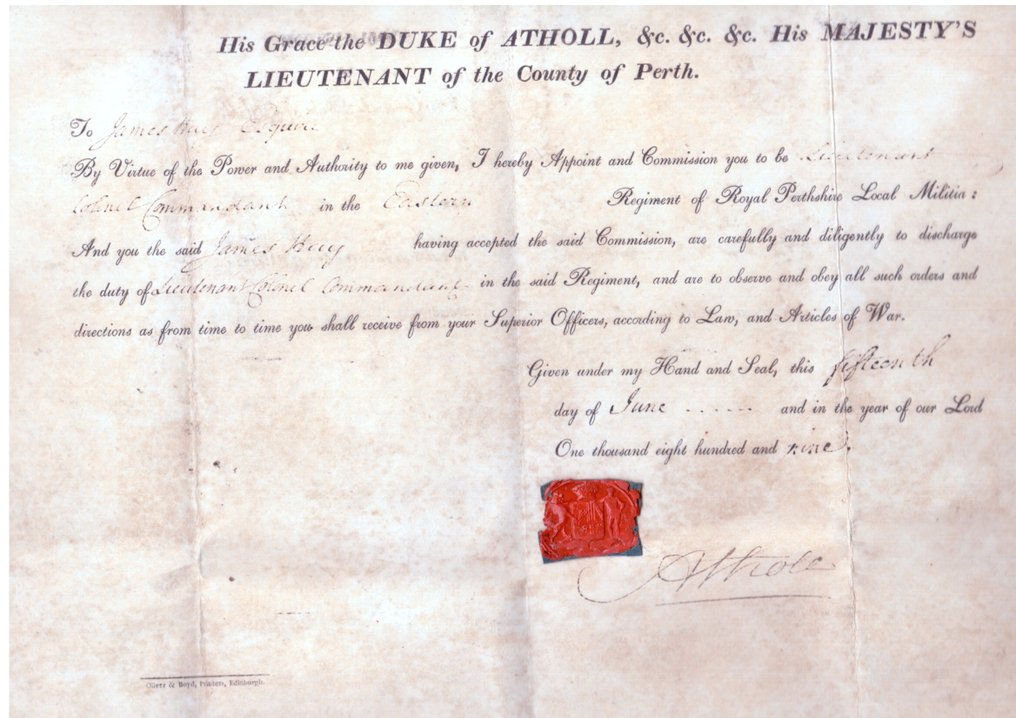 His Grace the DUKE of ATHOLL, &c. &c. &c. His MAJESTY'S
LIEUTENANT of the County of Perth.
To James Hay Esquire
By Virtue of the Power and Authority to me given, I hereby Appoint and Commission you to be Lieutenant
Colonel Commandant in the Eastern Regiment of Royal Perthshire Local Militia:
And you the said James Hay having accepted the said Commission, are carefully and diligently to discharge
the duty of Lieutenant Colonel Commandant in the said Regiment, and are to observe and obey all such orders and
directions as from time to time you shall receive from your Superior Officers, according to Law, and Articles of War.
Given under my Hand and Seal, this fifteenth
day of June ...... and in the year of our Lord
One thousand eight hundred and nine.
Atholl
Oliver & Boyd, Printers, Edinburgh.